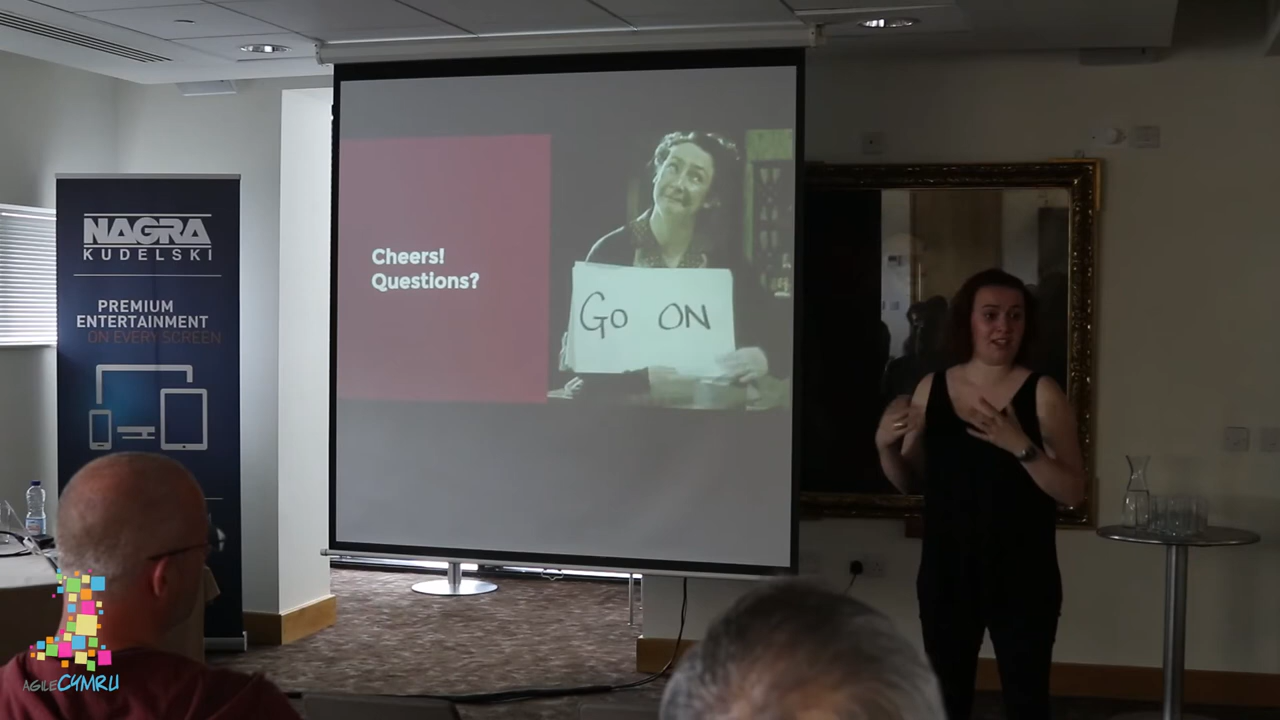 NAGRA
KUDELSKI
PREMIUM
ENTERTAINMENT
ON EVERY SCREEN
Cheers!
Questions?
GO ON
AGILECYMRU